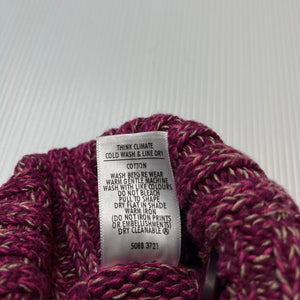 THINK CLIMATE
COLD WASH & LINE DRY
COTTON
WASH BEFORE WEAR
WARM GENTLE MACHINE
WASH WITH LIKE COLOURS
DO NOT BLEACH
PULL TO SHAPE
DRY FLAT IN SHADE
WARM IRON
(DO NOT IRON PRINTS
OR EMBELLISHMENTS)
DRY CLEANABLE Ⓐ
5088 3721